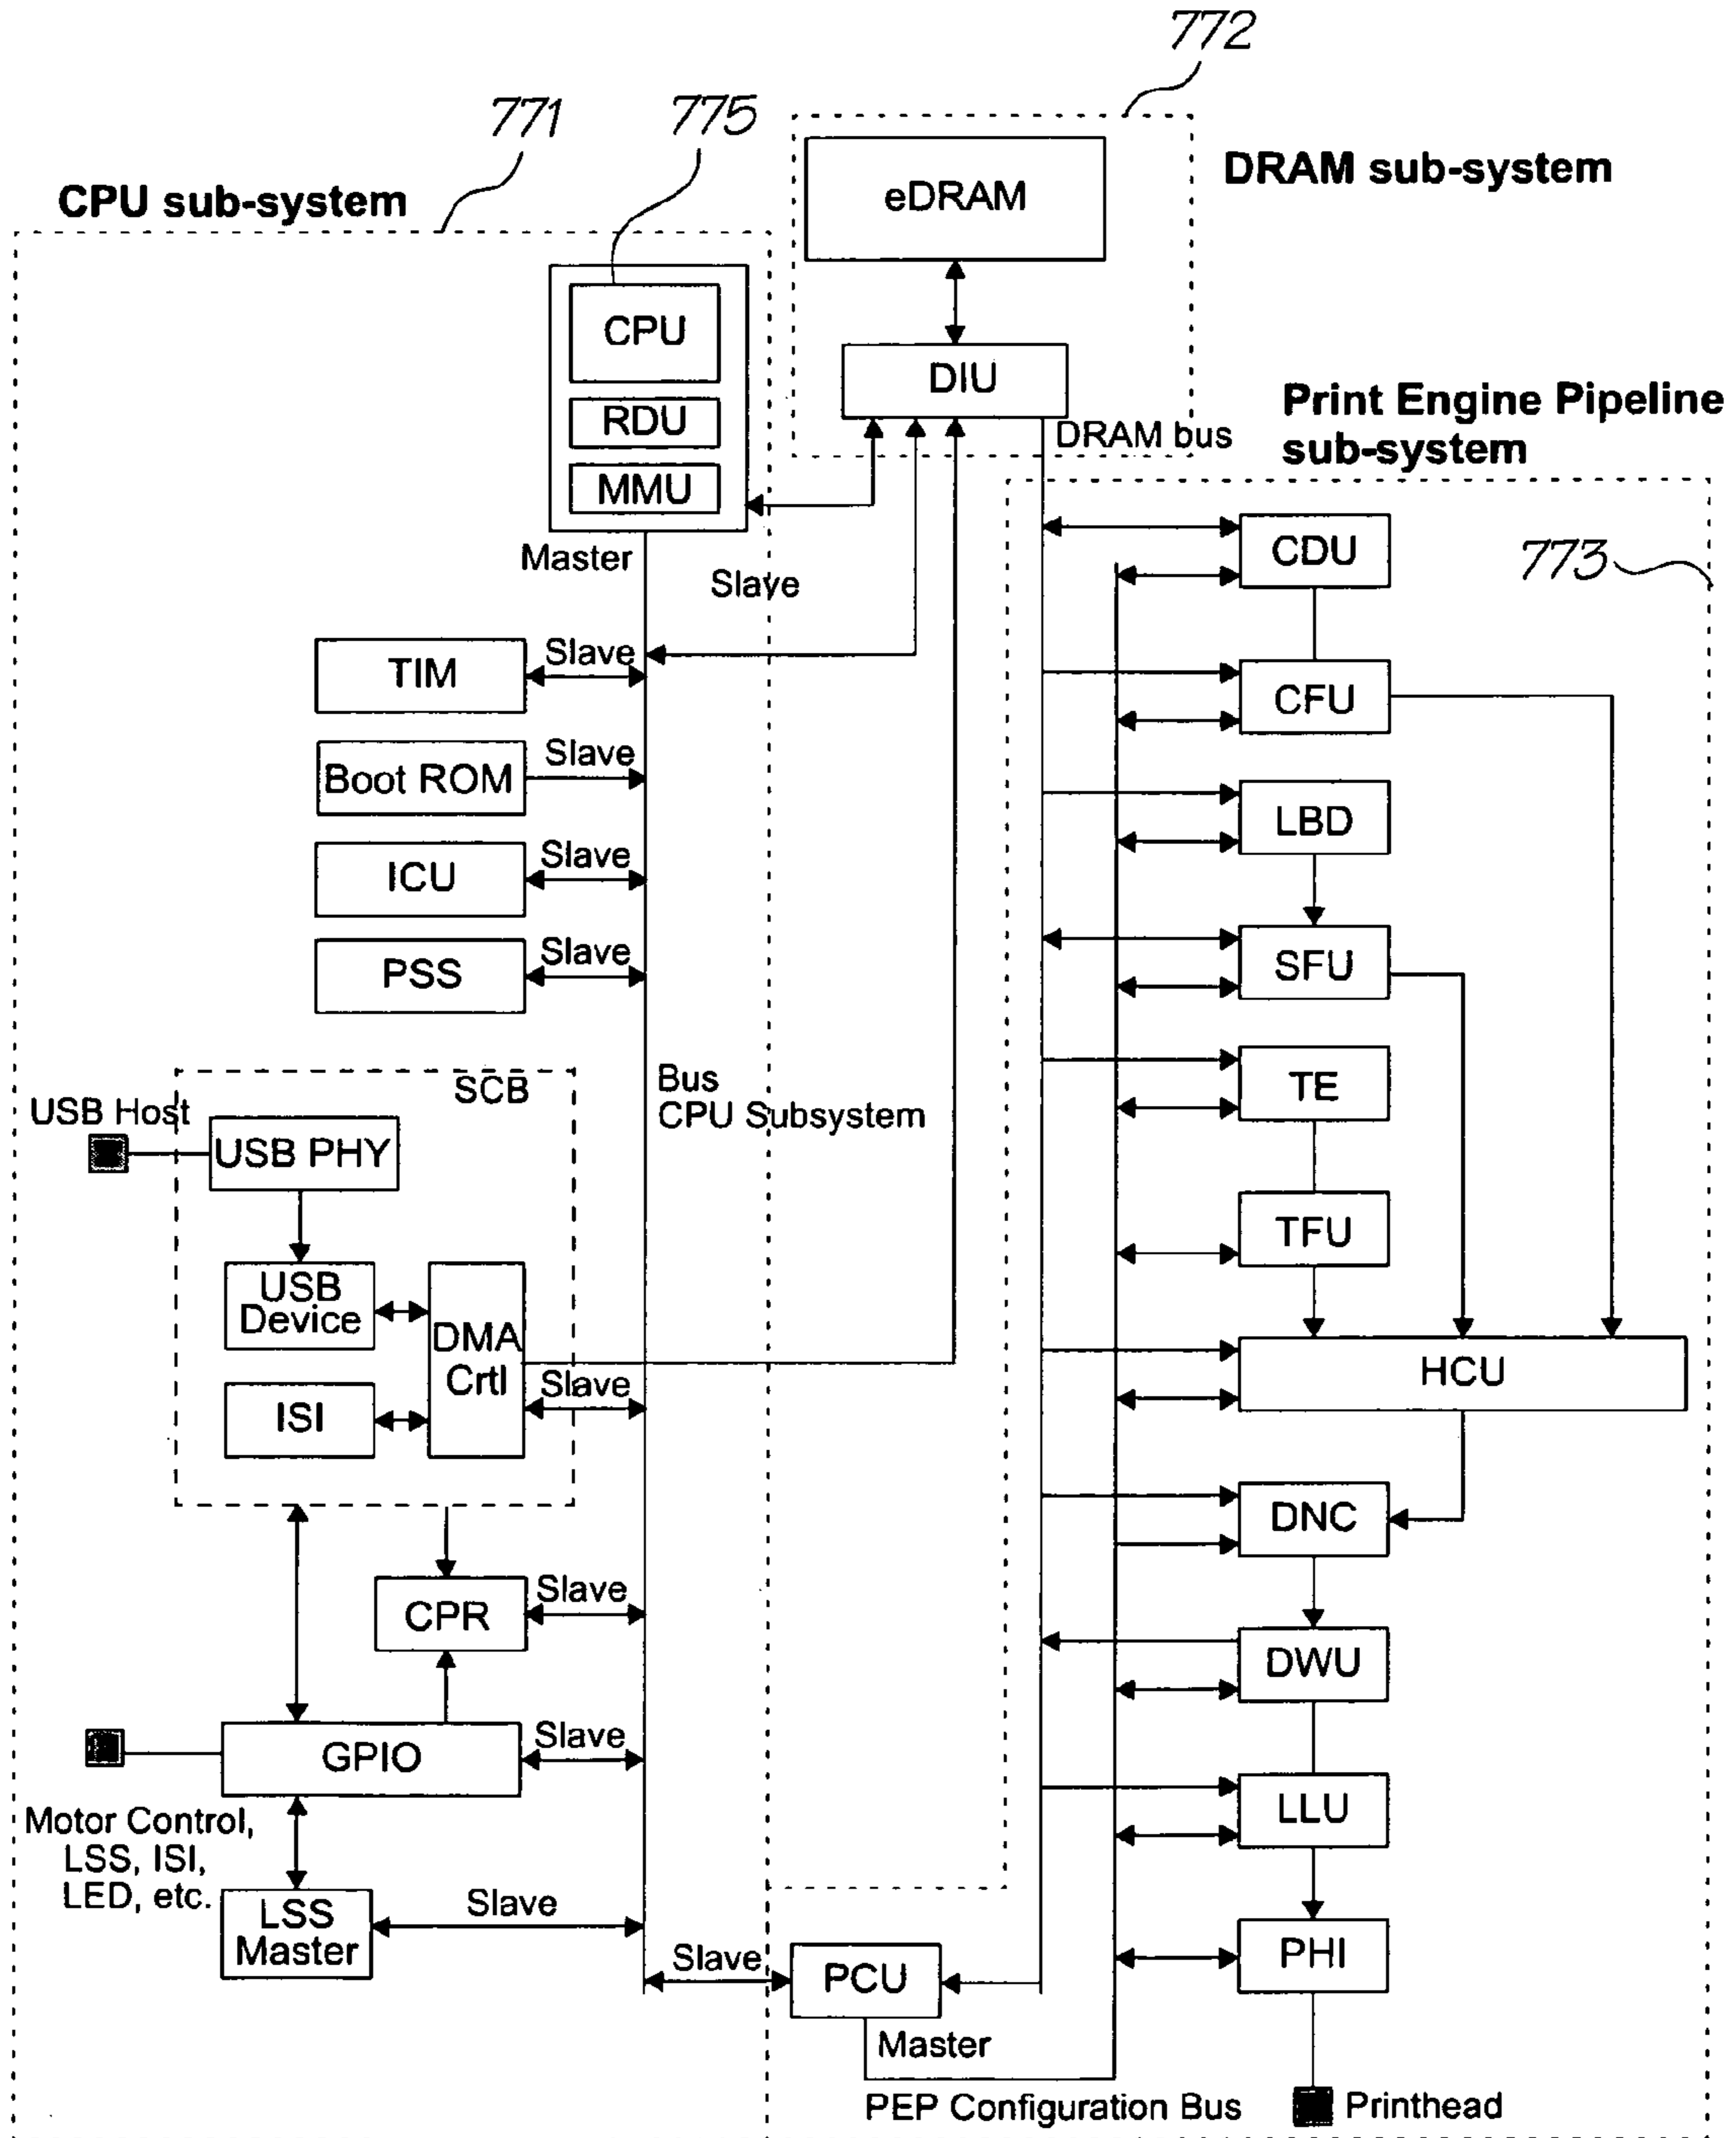 772
771
775
DRAM sub-system
CPU sub-system
eDRAM
CPU
DIU
RDU
DRAM bus
MMU
Print Engine Pipeline
sub-system
Master
Slave
773
CDU
TIM
Slave
CFU
Boot ROM
Slave
LBD
ICU
Slave
PSS
Slave
SFU
SCB
Bus
CPU Subsystem
TE
USB Host
USB PHY
TFU
USB
Device
DMA
Crtl
Slave
HCU
ISI
DNC
CPR
Slave
DWU
GPIO
Slave
Motor Control,
LSS, ISI,
LED, etc.
LLU
LSS
Master
Slave
Slave
PCU
PHI
Master
PEP Configuration Bus
Printhead